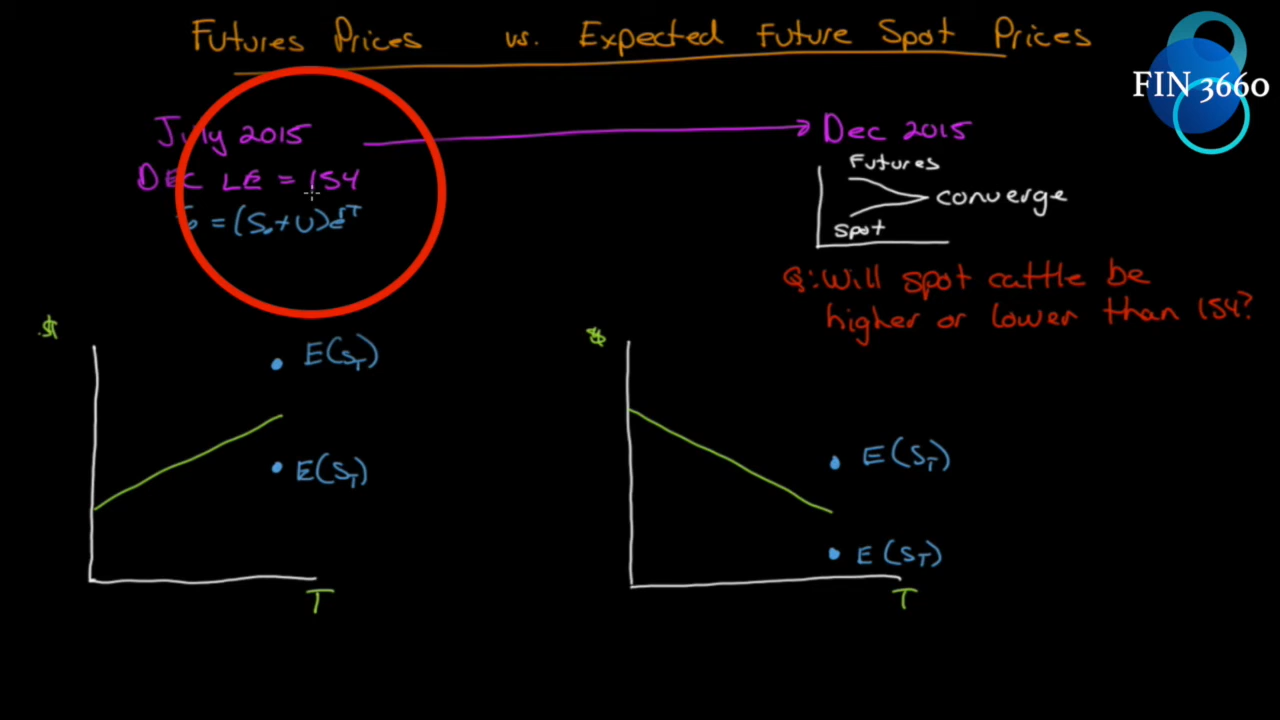 Futures Prices vs. Expected Future Spot Prices
FIN 3660
July 2015
Dec 2015
DEC LE = 154
Futures
converge
Spot
= (S₀+U)e^rT
Q: Will spot cattle be
higher or lower than 154?
$
E(S_T)
E(S_T)
T
$
E(S_T)
E(S_T)
T